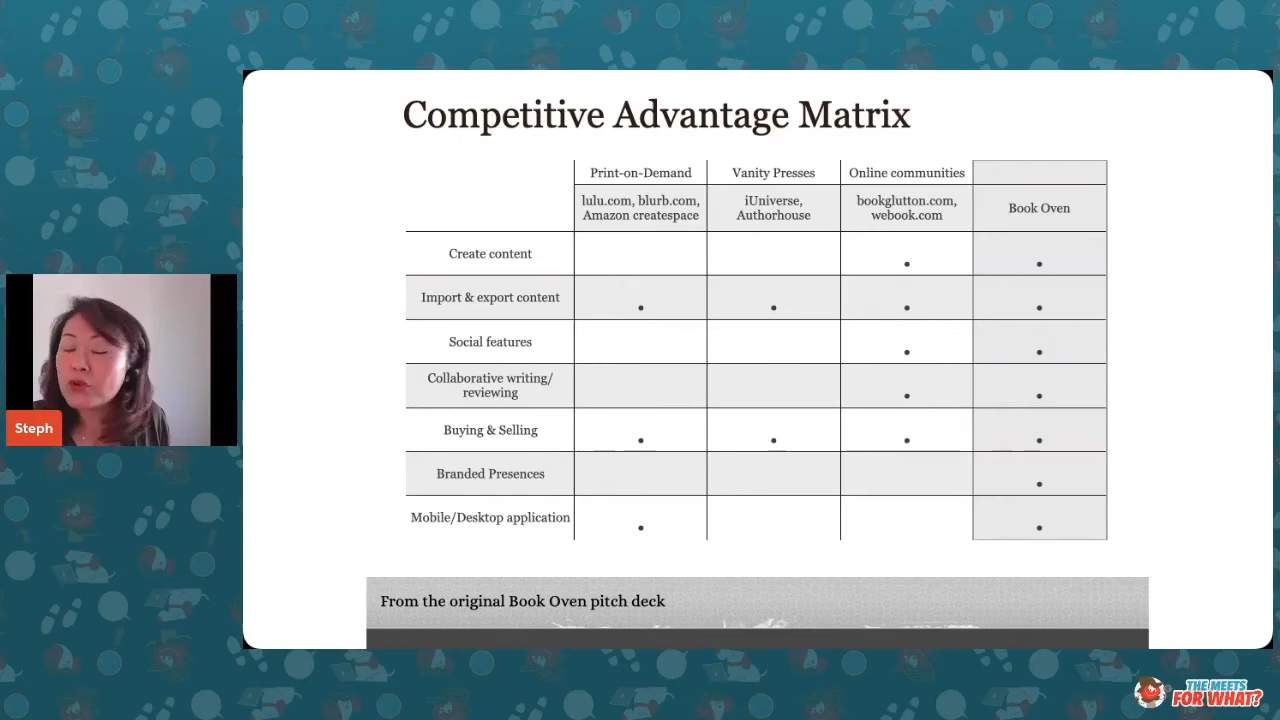 Competitive Advantage Matrix
Print-on-Demand
Vanity Presses
Online communities
lulu.com, blurb.com,
Amazon createspace
iUniverse,
Authorhouse
bookglutton.com,
webook.com
Book Oven
Create content
Import & export content
Social features
Collaborative writing/
reviewing
Buying & Selling
Branded Presences
Mobile/Desktop application
From the original Book Oven pitch deck
Steph
THE MEETS
FOR WHAT?